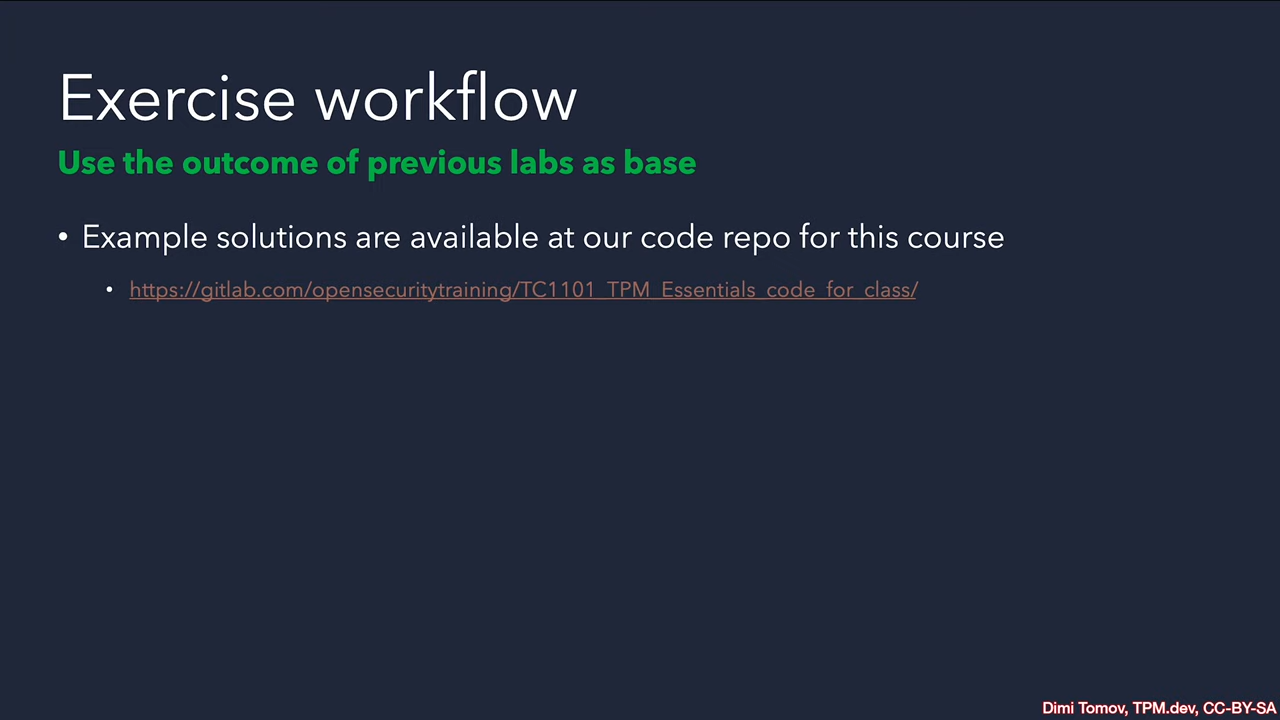 Exercise workflow
Use the outcome of previous labs as base
• Example solutions are available at our code repo for this course
• https://gitlab.com/opensecuritytraining/TC1101_TPM_Essentials_code_for_class/
Dimi Tomov, TPM.dev, CC-BY-SA